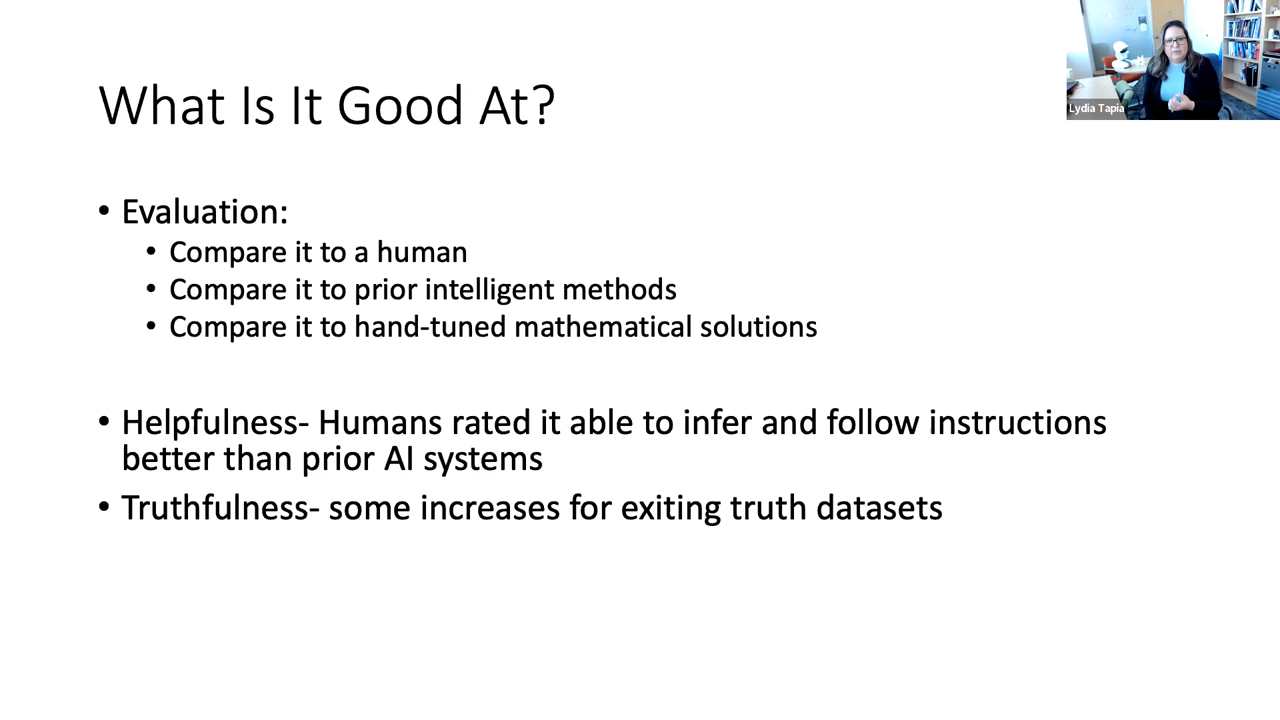 What Is It Good At?
Lydia Tapia
• Evaluation:
• Compare it to a human
• Compare it to prior intelligent methods
• Compare it to hand-tuned mathematical solutions
• Helpfulness- Humans rated it able to infer and follow instructions
better than prior AI systems
• Truthfulness- some increases for exiting truth datasets